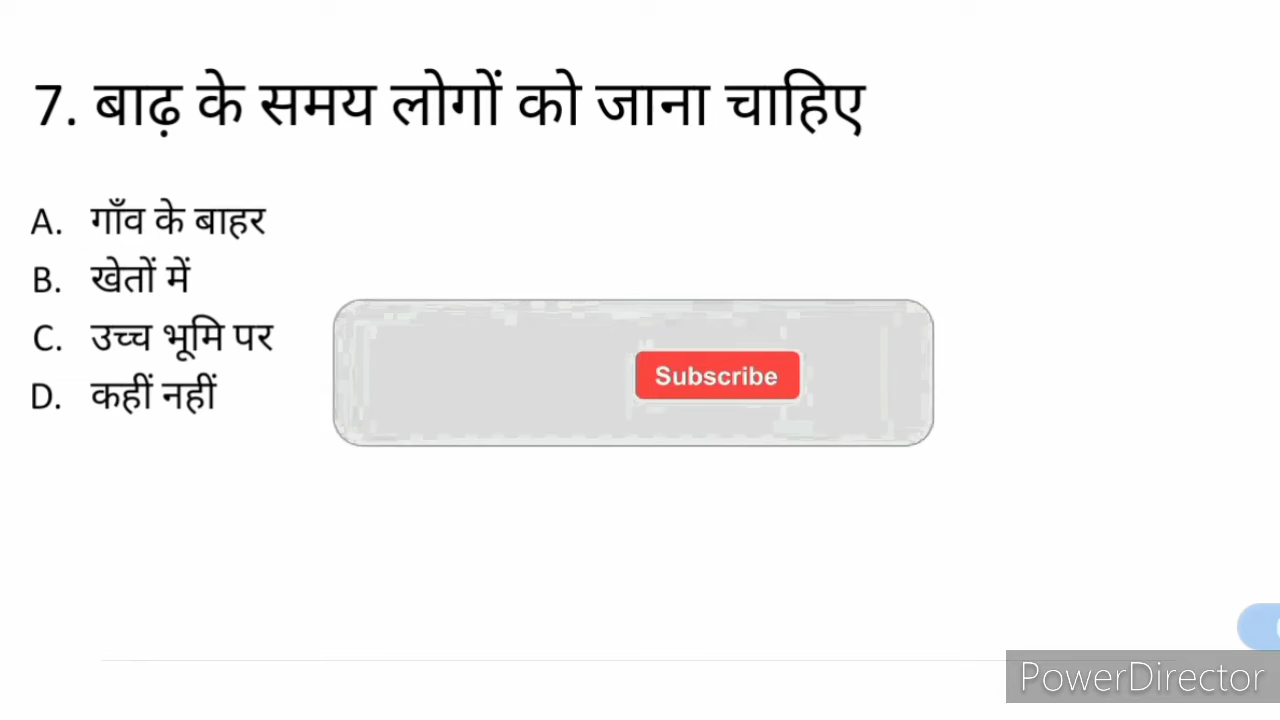 7. बाढ़ के समय लोगों को जाना चाहिए
A. गाँव के बाहर
B. खेतों में
C. उच्च भूमि पर
D. कहीं नहीं
Subscribe
PowerDirector